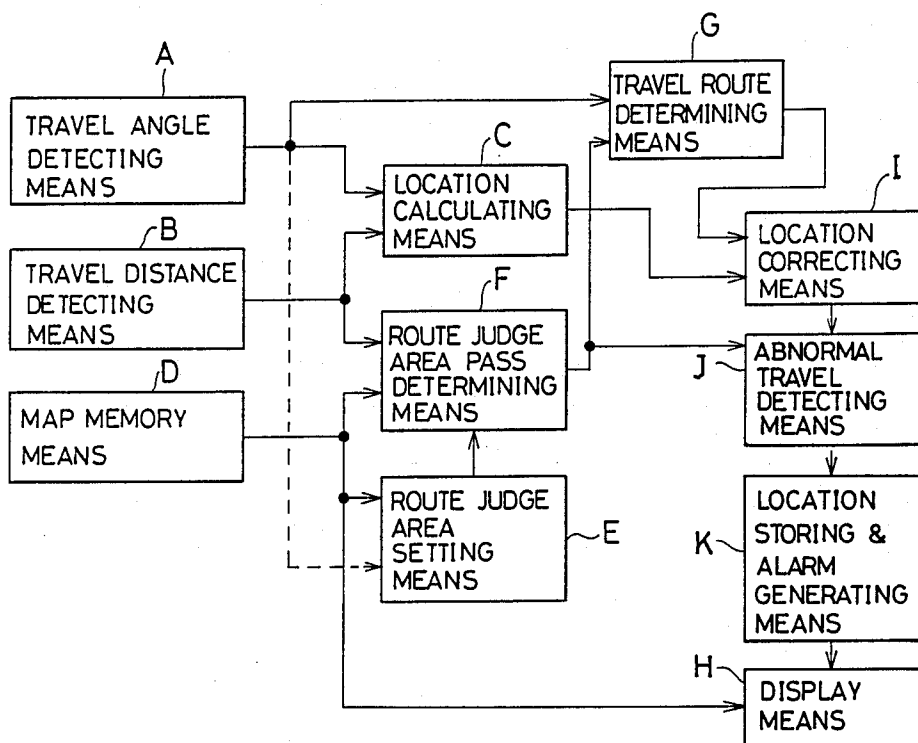 A
TRAVEL ANGLE
DETECTING
MEANS
B
TRAVEL DISTANCE
DETECTING
MEANS
D
MAP MEMORY
MEANS
C
LOCATION
CALCULATING
MEANS
F
ROUTE JUDGE
AREA PASS
DETERMINING
MEANS
ROUTE JUDGE
AREA
SETTING
MEANS
E
G
TRAVEL ROUTE
DETERMINING
MEANS
I
LOCATION
CORRECTING
MEANS
J
ABNORMAL
TRAVEL
DETECTING
MEANS
K
LOCATION
STORING &
ALARM
GENERATING
MEANS
H
DISPLAY
MEANS